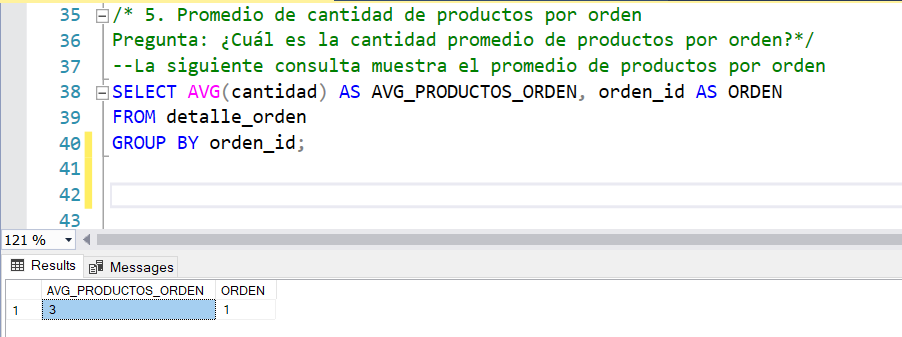 35 /* 5. Promedio de cantidad de productos por orden
36 Pregunta: ¿Cuál es la cantidad promedio de productos por orden?*/
37 --La siguiente consulta muestra el promedio de productos por orden
38 SELECT AVG(cantidad) AS AVG_PRODUCTOS_ORDEN, orden_id AS ORDEN
39 FROM detalle_orden
40 GROUP BY orden_id;
41
42
43
121 %
Results Messages
AVG_PRODUCTOS_ORDEN ORDEN
1 3 1